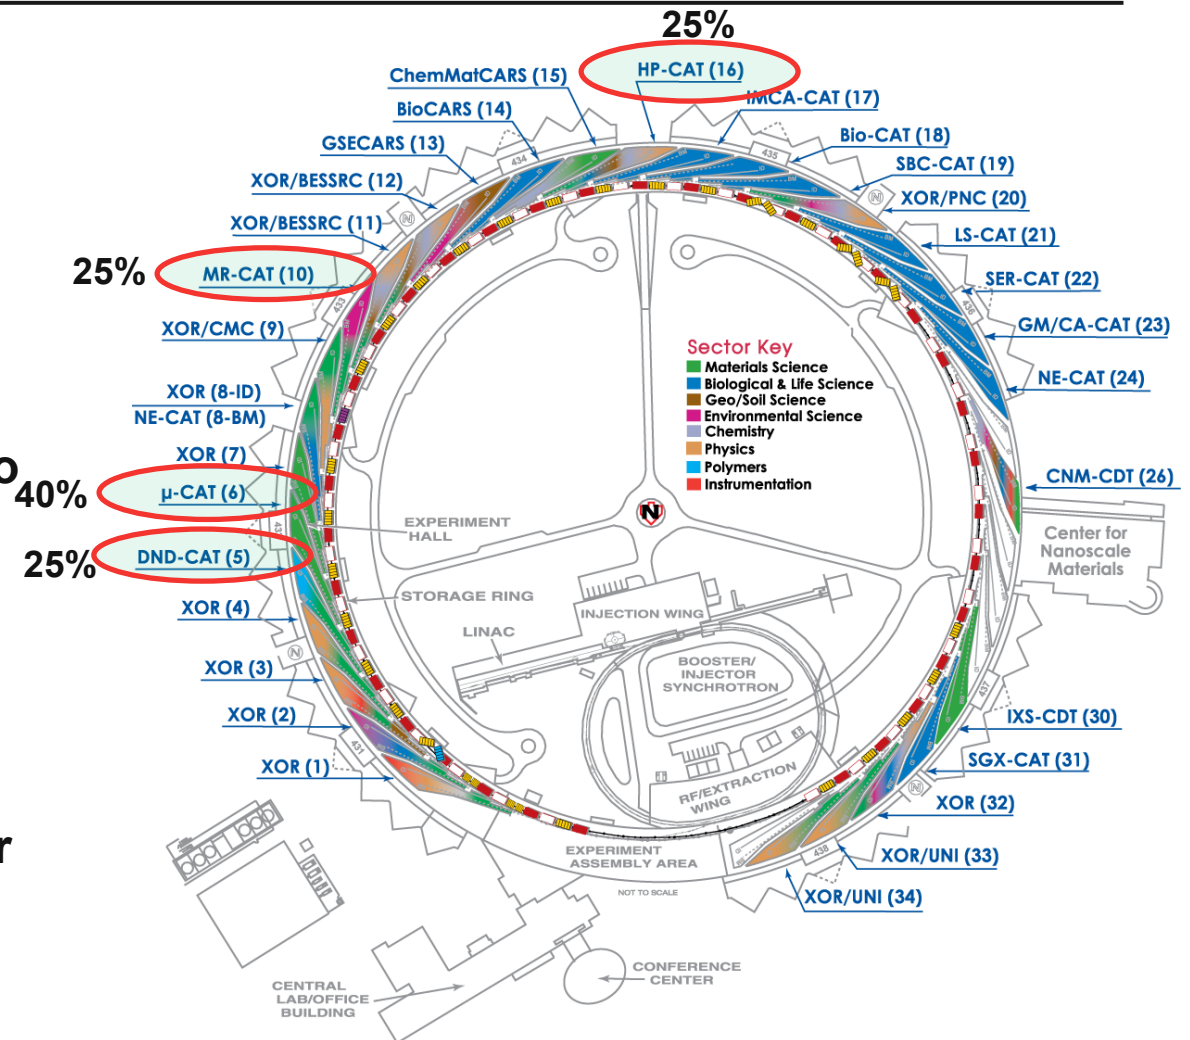 25%
HP-CAT (16)
ChemMatCARS (15)
IMCA-CAT (17)
BioCARS (14)
Bio-CAT (18)
GSECARS (13)
SBC-CAT (19)
XOR/BESSRC (12)
XOR/PNC (20)
XOR/BESSRC (11)
LS-CAT (21)
25%
MR-CAT (10)
SER-CAT (22)
XOR/CMC (9)
GM/CA-CAT (23)
NE-CAT (24)
XOR (8-ID)
NE-CAT (8-BM)
434
435
433
436
N
N
Sector Key
Materials Science
Biological & Life Science
Geo/Soil Science
Environmental Science
Chemistry
Physics
Polymers
Instrumentation
XOR (7)
o
40%
µ-CAT (6)
CNM-CDT (26)
N
25%
DND-CAT (5)
EXPERIMENT
HALL
Center for
Nanoscale
Materials
XOR (4)
STORAGE RING
INJECTION WING
LINAC
N
XOR (3)
BOOSTER/
INJECTOR
SYNCHROTRON
437
XOR (2)
IXS-CDT (30)
431
XOR (1)
SGX-CAT (31)
N
RF/EXTRACTION
WING
XOR (32)
r
EXPERIMENT
ASSEMBLY AREA
438
XOR/UNI (33)
NOT TO SCALE
XOR/UNI (34)
CONFERENCE
CENTER
CENTRAL
LAB/OFFICE
BUILDING